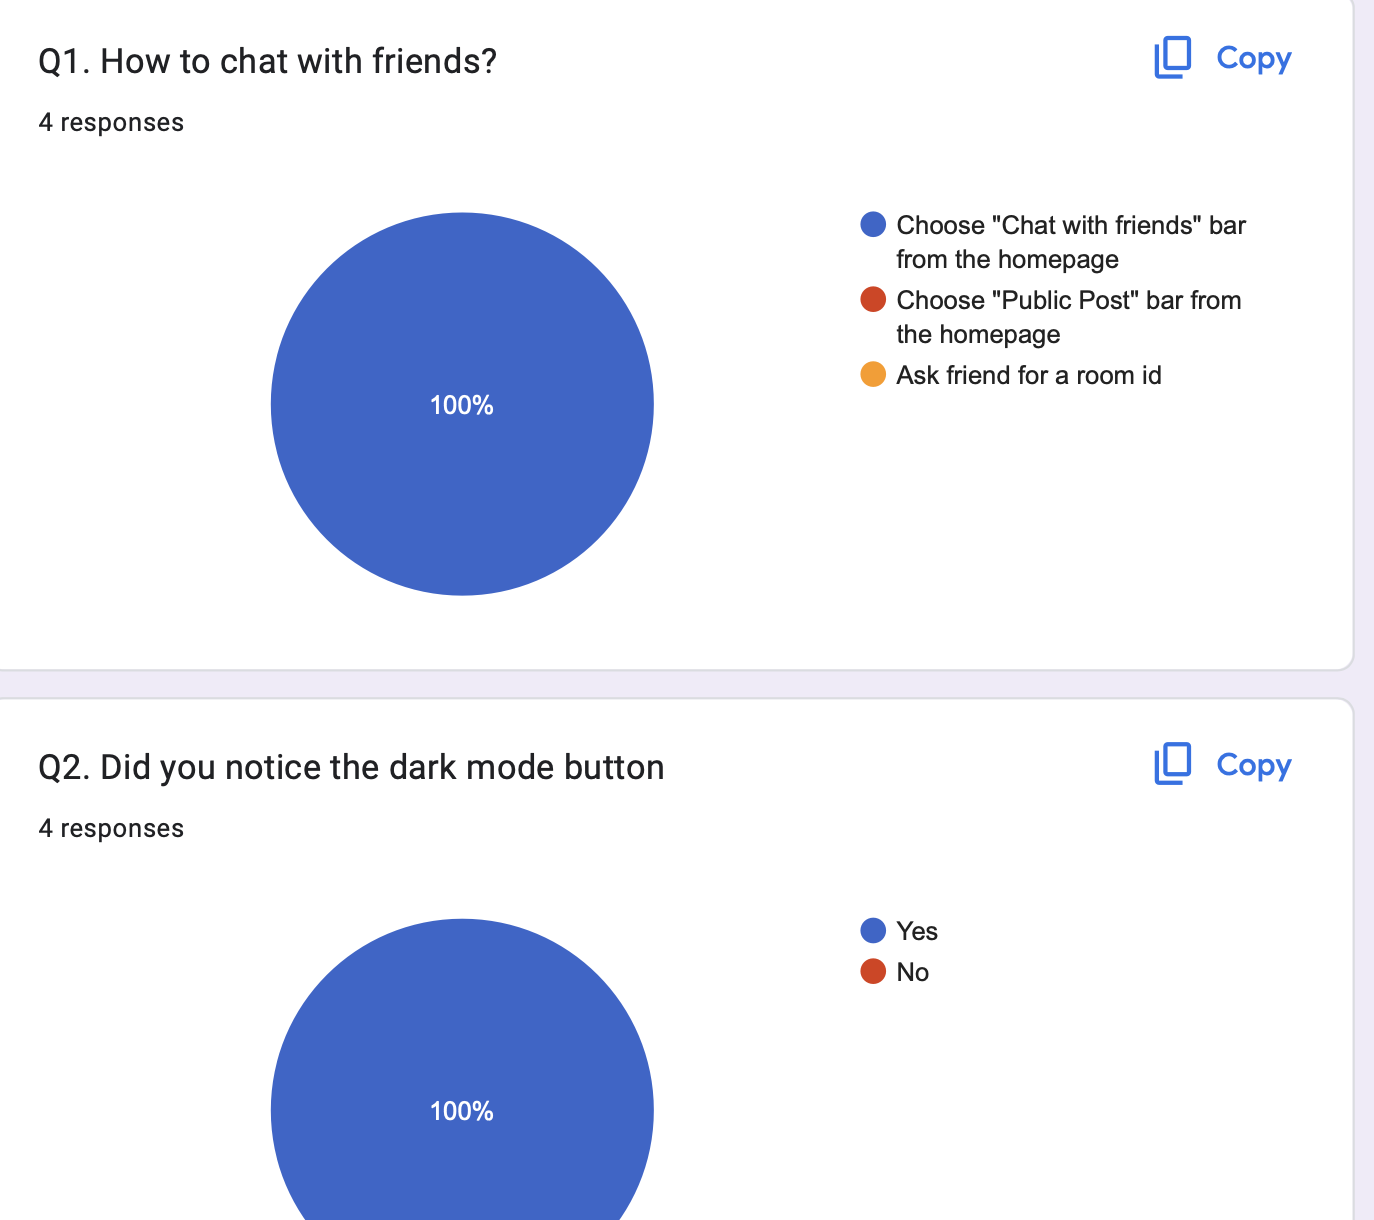 Q1. How to chat with friends?
Copy
4 responses
Choose "Chat with friends" bar
from the homepage
Choose "Public Post" bar from
the homepage
Ask friend for a room id
100%
Q2. Did you notice the dark mode button
Copy
4 responses
Yes
No
100%